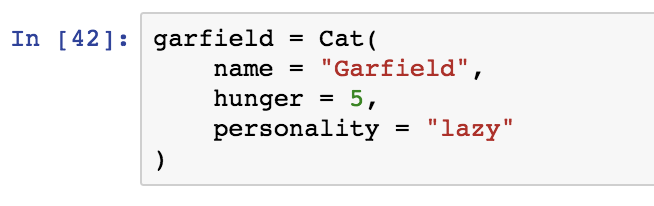 In [42]: garfield = Cat(
    name = "Garfield",
    hunger = 5,
    personality = "lazy"
)